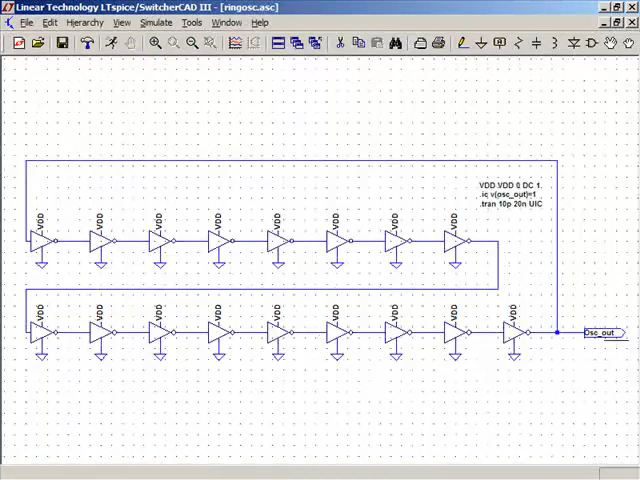 Linear Technology LTspice/SwitcherCAD III - [ringosc.asc]
File Edit Hierarchy View Simulate Tools Window Help
VDD VDD 0 DC 1.
.ic v(osc_out)=1
.tran 10p 20n UIC
VDD VDD VDD VDD VDD VDD VDD VDD
VDD VDD VDD VDD VDD VDD VDD VDD VDD
Osc_out